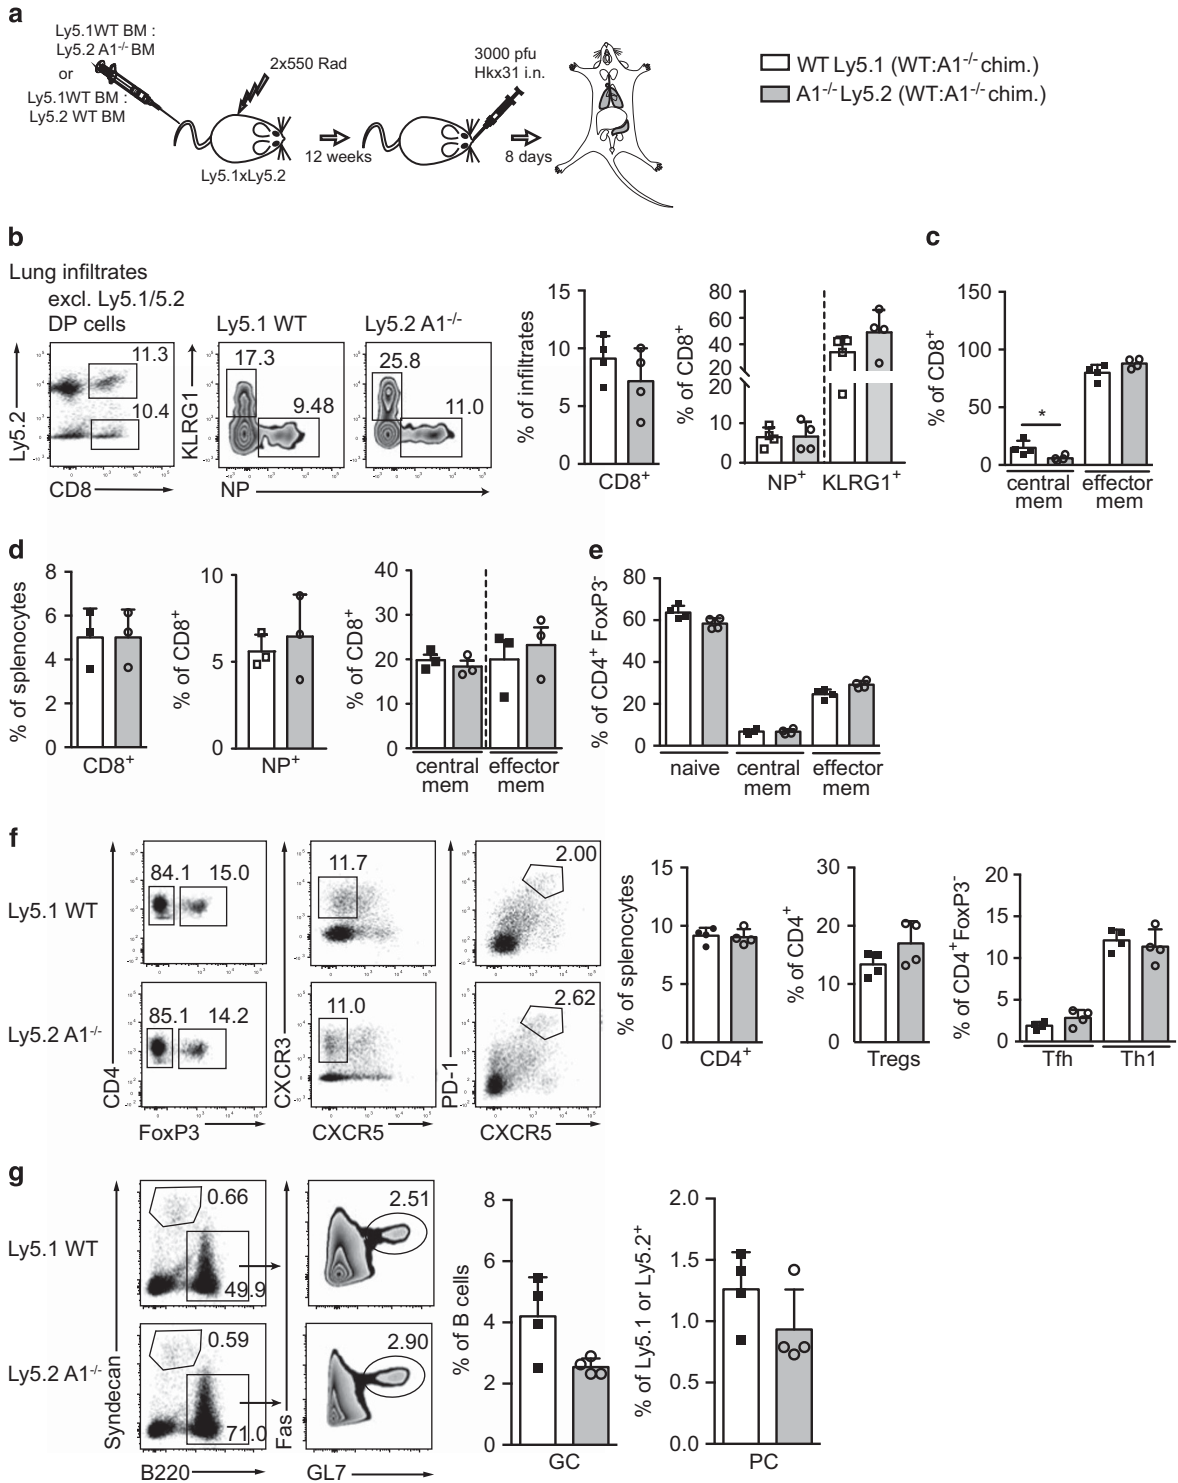 a
Ly5.1WT BM :
Ly5.2 A1-/- BM
or
Ly5.1WT BM :
Ly5.2 WT BM
2x550 Rad
Ly5.1xLy5.2
12 weeks
3000 pfu
Hkx31 i.n.
8 days
WT Ly5.1 (WT:A1-/- chim.)
A1-/- Ly5.2 (WT:A1-/- chim.)
b
Lung infiltrates
excl. Ly5.1/5.2
DP cells
Ly5.2
CD8
11.3
10.4
Ly5.1 WT
KLRG1
17.3
9.48
Ly5.2 A1-/-
25.8
11.0
NP
% of infiltrates
15
10
5
0
CD8+
% of CD8+
80
60
40
20
20
10
0
NP+ KLRG1+
c
% of CD8+
150
100
50
0
*
central
mem
effector
mem
d
% of splenocytes
8
6
4
2
0
CD8+
% of CD8+
10
5
0
NP+
% of CD8+
40
30
20
10
0
central
mem
effector
mem
e
% of CD4+ FoxP3-
80
60
40
20
0
naive
central
mem
effector
mem
f
Ly5.1 WT
84.1 15.0
11.7
2.00
Ly5.2 A1-/-
85.1 14.2
11.0
2.62
CD4
FoxP3
CXCR3
CXCR5
PD-1
CXCR5
% of splenocytes
15
10
5
0
CD4+
% of CD4+
30
20
10
0
Tregs
% of CD4+FoxP3-
20
15
10
5
0
Tfh
Th1
g
Ly5.1 WT
0.66
49.9
2.51
Ly5.2 A1-/-
0.59
71.0
2.90
Syndecan
B220
Fas
GL7
% of B cells
8
6
4
2
0
GC
% of Ly5.1 or Ly5.2+
2.0
1.5
1.0
0.5
0.0
PC